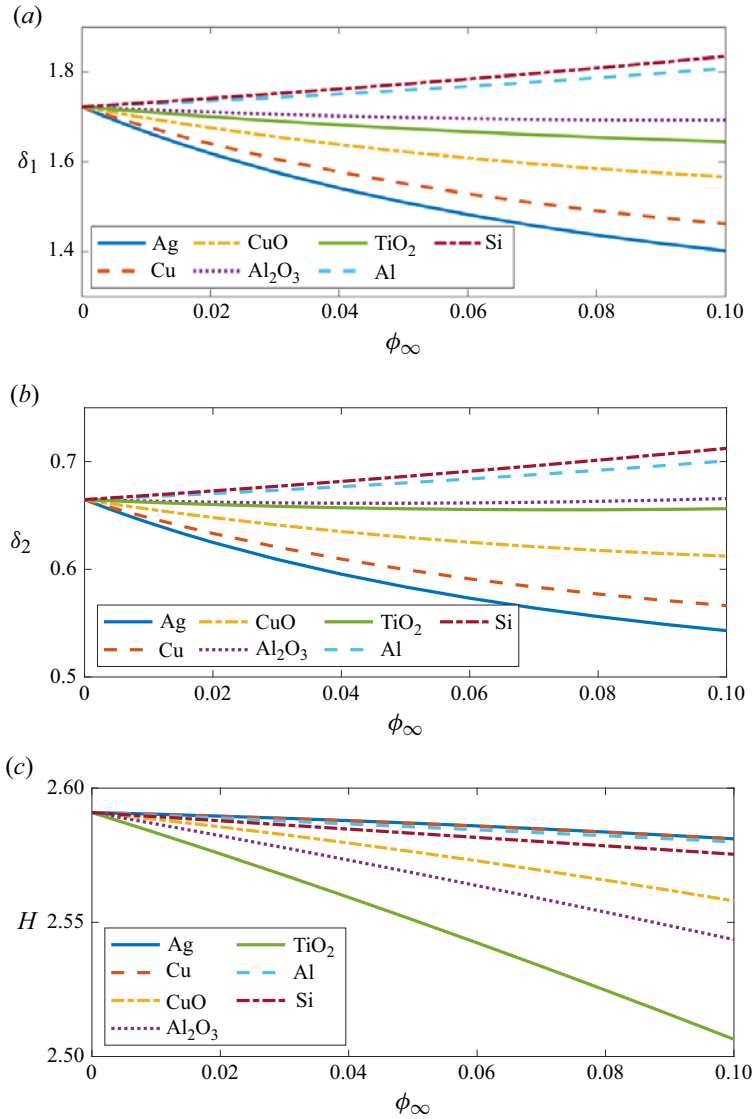 (a)
1.8
1.6
1.4
δ1
Ag CuO TiO2 Si
Cu Al2O3 Al
0 0.02 0.04 0.06 0.08 0.10
ϕ∞
(b)
0.7
0.6
0.5
δ2
Ag CuO TiO2 Si
Cu Al2O3 Al
0 0.02 0.04 0.06 0.08 0.10
ϕ∞
(c)
2.60
2.55
2.50
H
Ag TiO2
Cu Al
CuO Si
Al2O3
0 0.02 0.04 0.06 0.08 0.10
ϕ∞